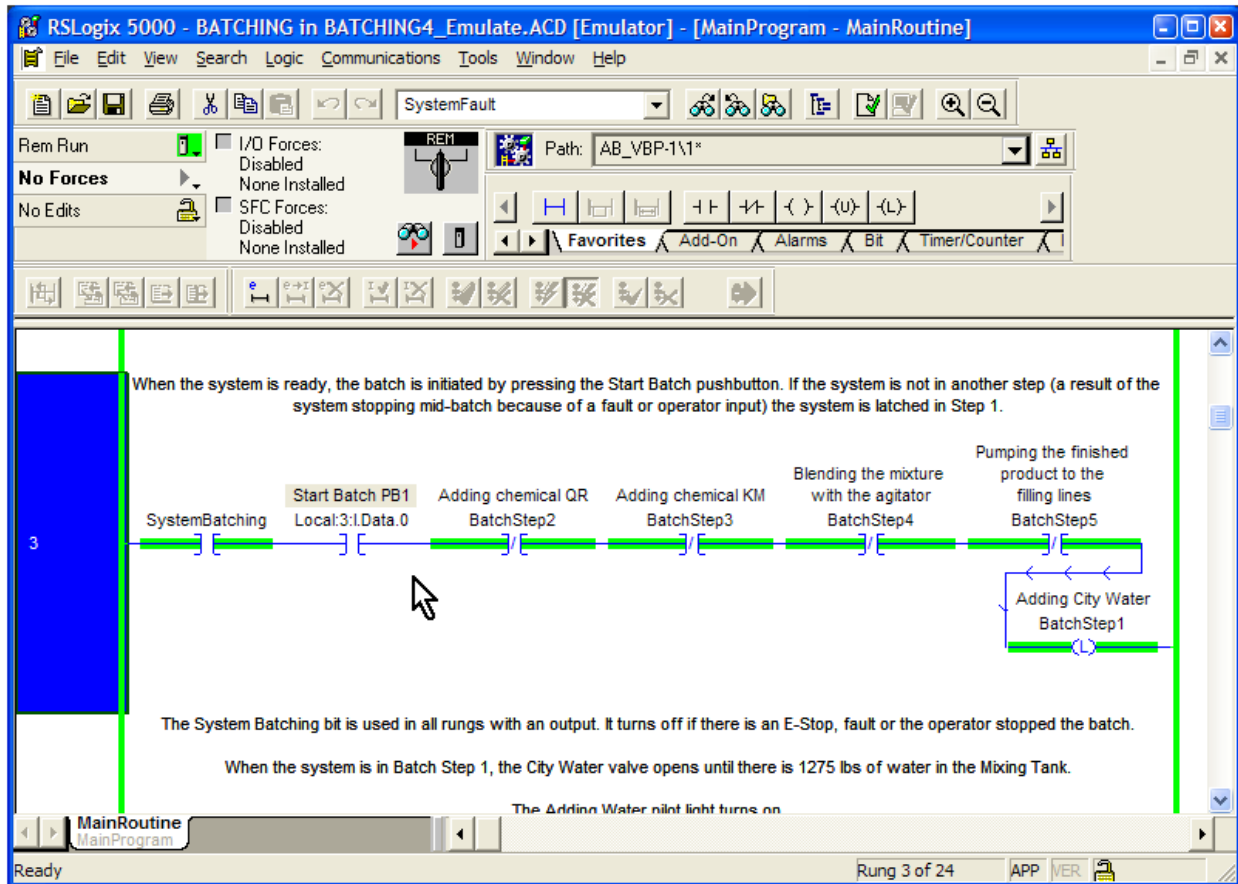 RSLogix 5000 - BATCHING in BATCHING4_Emulate.ACD [Emulator] - [MainProgram - MainRoutine]
File Edit View Search Logic Communications Tools Window Help
SystemFault
Rem Run
No Forces
No Edits
I/O Forces:
Disabled
None Installed
SFC Forces:
Disabled
None Installed
REM
Path: AB_VBP-1\1*
Favorites Add-On Alarms Bit Timer/Counter
When the system is ready, the batch is initiated by pressing the Start Batch pushbutton. If the system is not in another step (a result of the
system stopping mid-batch because of a fault or operator input) the system is latched in Step 1.
3
SystemBatching
Start Batch PB1
Local:3:I.Data.0
Adding chemical QR
BatchStep2
Adding chemical KM
BatchStep3
Blending the mixture
with the agitator
BatchStep4
Pumping the finished
product to the
filling lines
BatchStep5
Adding City Water
BatchStep1
L
The System Batching bit is used in all rungs with an output. It turns off if there is an E-Stop, fault or the operator stopped the batch.
When the system is in Batch Step 1, the City Water valve opens until there is 1275 lbs of water in the Mixing Tank.
The Adding Water pilot light turns on
MainRoutine
MainProgram
Ready
Rung 3 of 24 APP VER